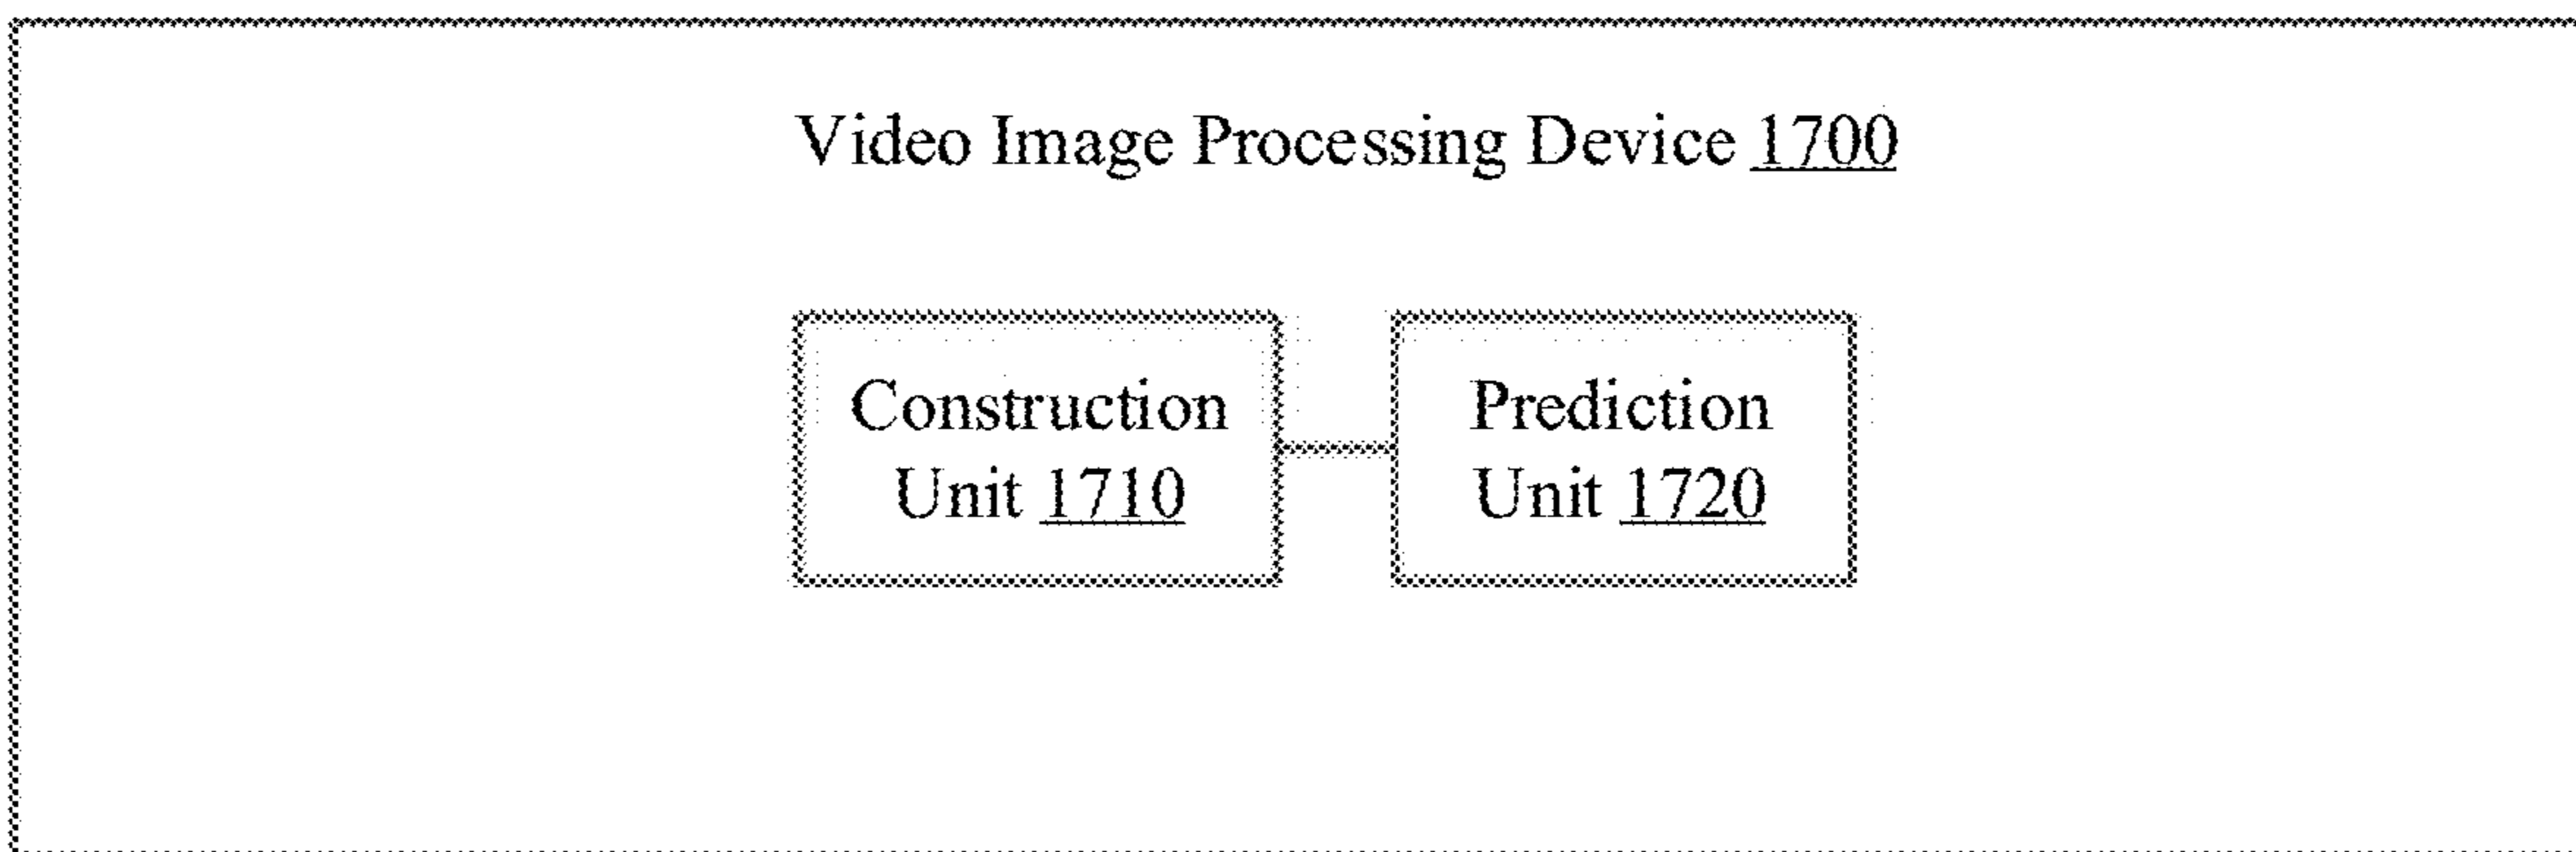 Video Image Processing Device 1700
Construction
Unit 1710
Prediction
Unit 1720